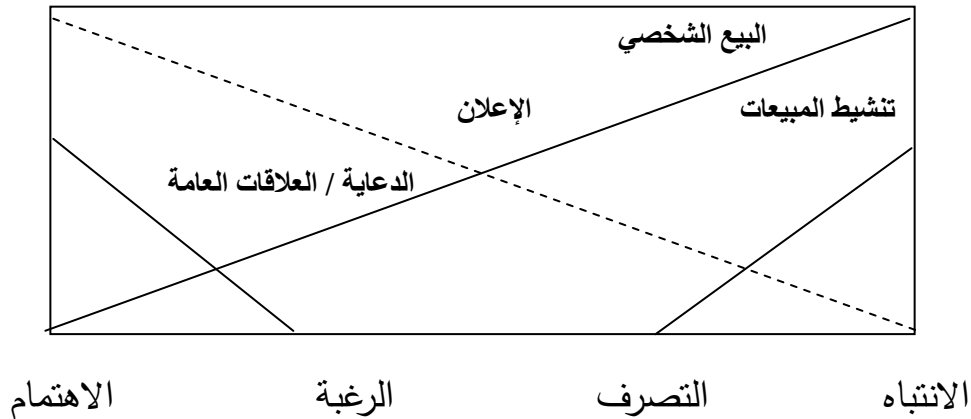 البيع الشخصي
الإعلان
تنشيط المبيعات
الدعاية / العلاقات العامة
الانتباه التصرف الرغبة الاهتمام